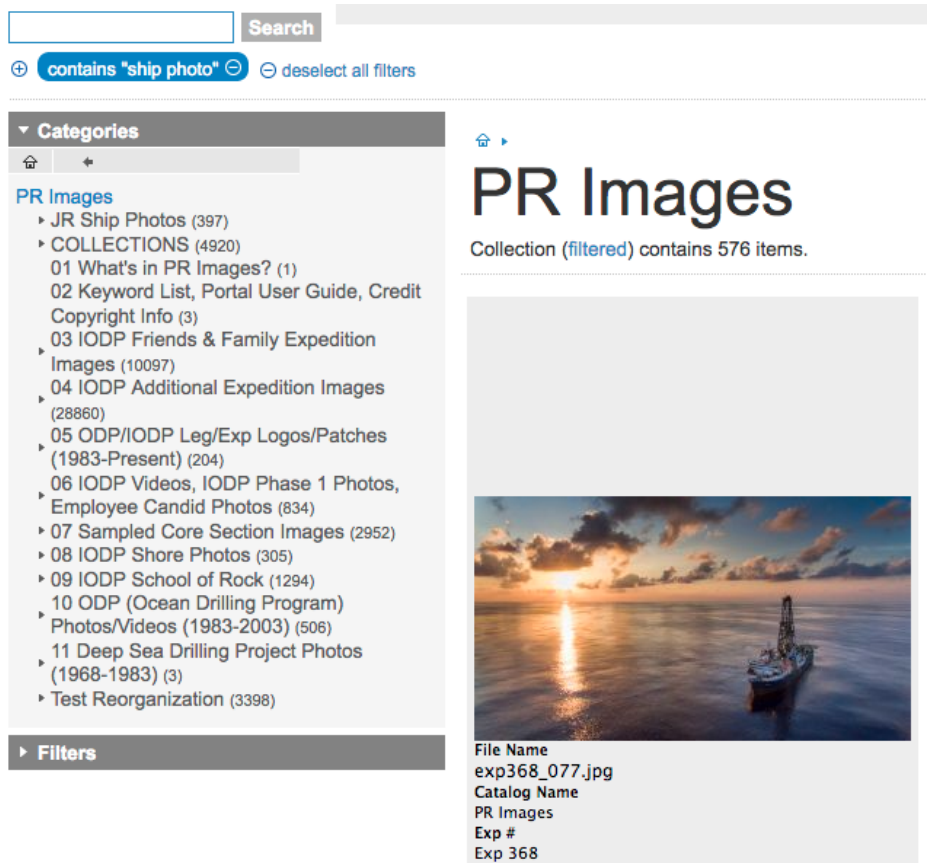 Search
contains "ship photo"
deselect all filters
Categories
PR Images
JR Ship Photos (397)
COLLECTIONS (4920)
01 What's in PR Images? (1)
02 Keyword List, Portal User Guide, Credit
Copyright Info (3)
03 IODP Friends & Family Expedition
Images (10097)
04 IODP Additional Expedition Images
(28860)
05 ODP/IODP Leg/Exp Logos/Patches
(1983-Present) (204)
06 IODP Videos, IODP Phase 1 Photos,
Employee Candid Photos (834)
07 Sampled Core Section Images (2952)
08 IODP Shore Photos (305)
09 IODP School of Rock (1294)
10 ODP (Ocean Drilling Program)
Photos/Videos (1983-2003) (506)
11 Deep Sea Drilling Project Photos
(1968-1983) (3)
Test Reorganization (3398)
Filters
PR Images
Collection (filtered) contains 576 items.
File Name
exp368_077.jpg
Catalog Name
PR Images
Exp #
Exp 368